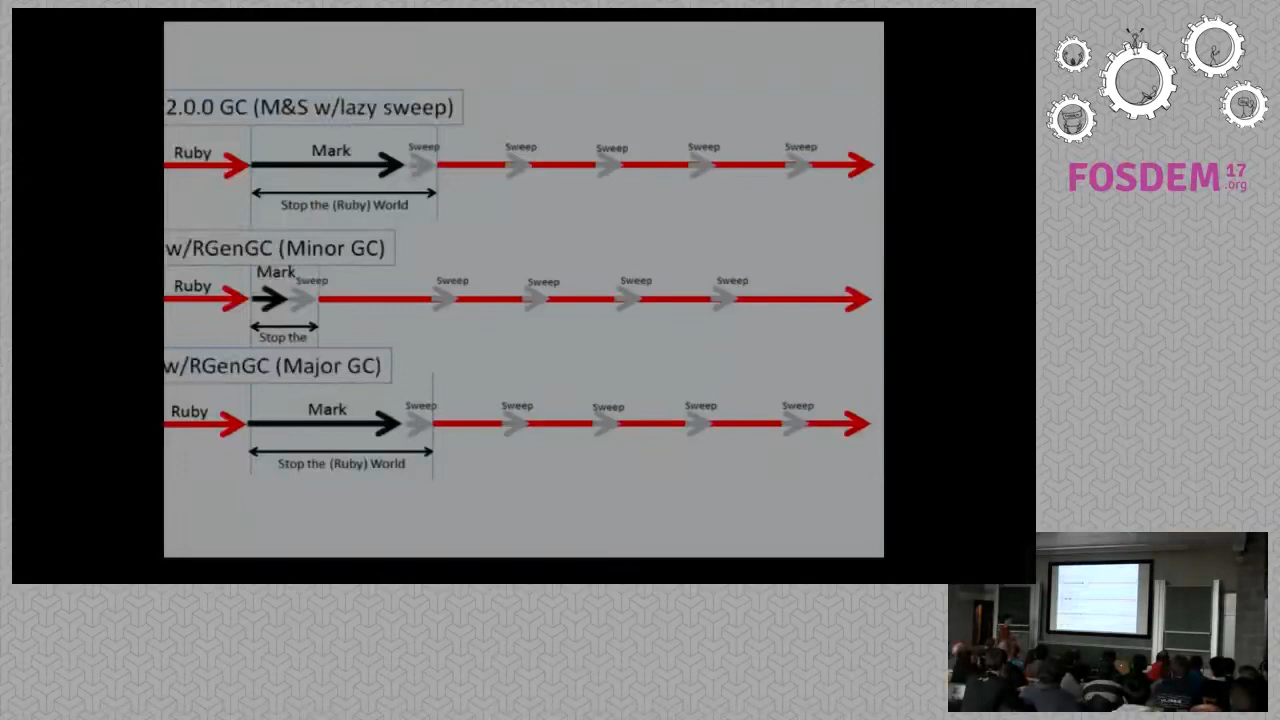 2.0.0 GC (M&S w/lazy sweep)
Ruby Mark Sweep Sweep Sweep Sweep Sweep
Stop the (Ruby) World
w/RGenGC (Minor GC)
Ruby Mark Sweep Sweep Sweep Sweep Sweep
Stop the
w/RGenGC (Major GC)
Ruby Mark Sweep Sweep Sweep Sweep Sweep
Stop the (Ruby) World
FOSDEM 17
.org